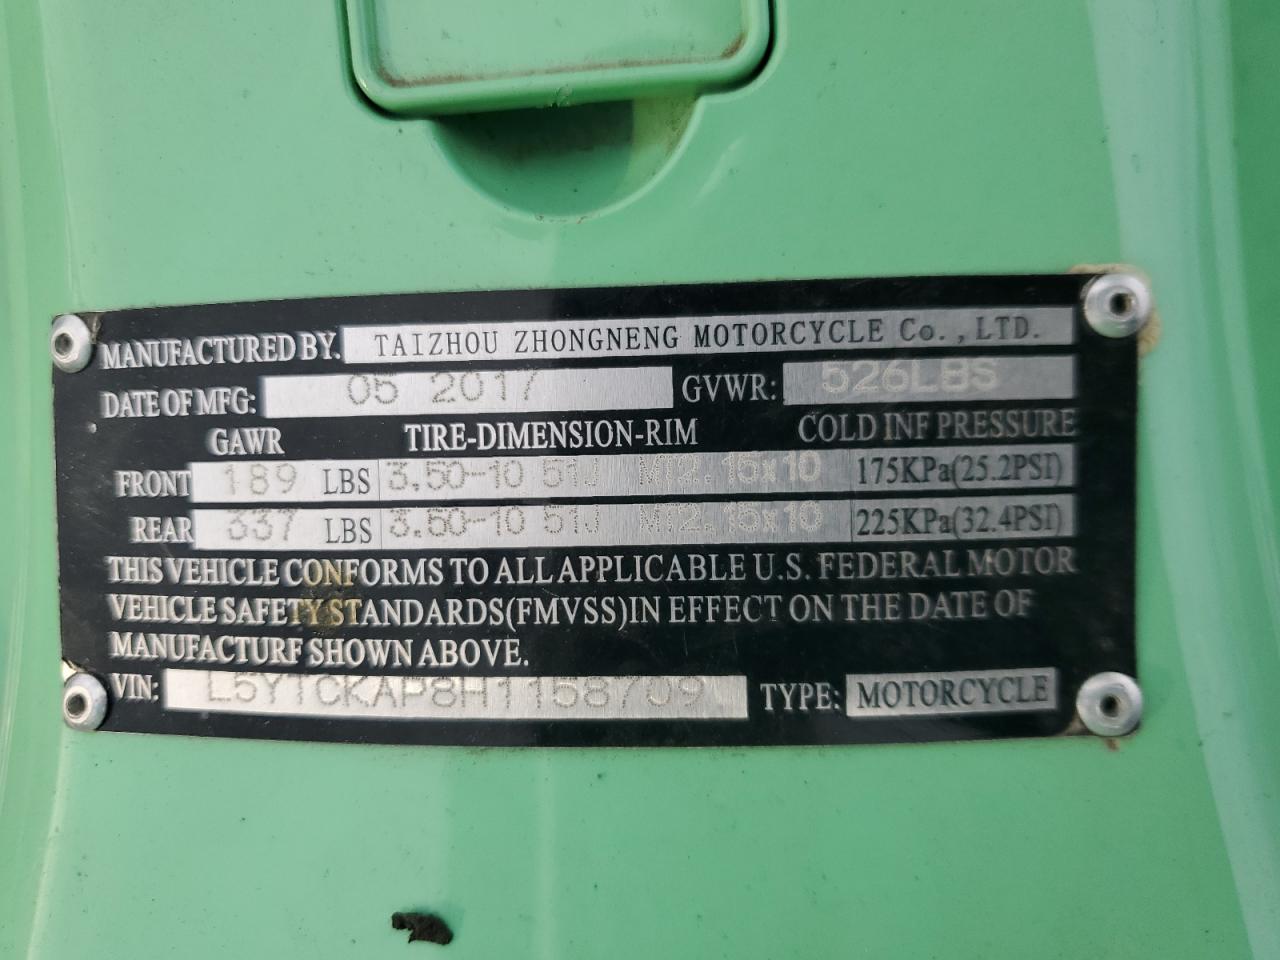 MANUFACTURED BY. TAIZHOU ZHONGNENG MOTORCYCLE Co.,LTD.
DATE OF MFG: 05 2017 GVWR: 526LBS
GAWR TIRE-DIMENSION-RIM COLD INF PRESSURE
FRONT 189 LBS 3.50-10 51J MT2.15x10 175KPa(25.2PSI)
REAR 337 LBS 3.50-10 51J MT2.15x10 225KPa(32.4PSI)
THIS VEHICLE CONFORMS TO ALL APPLICABLE U.S. FEDERAL MOTOR
VEHICLE SAFETY STANDARDS(FMVSS)IN EFFECT ON THE DATE OF
MANUFACTURF SHOWN ABOVE.
VIN: L5YTCKAP8H1158709 TYPE: MOTORCYCLE